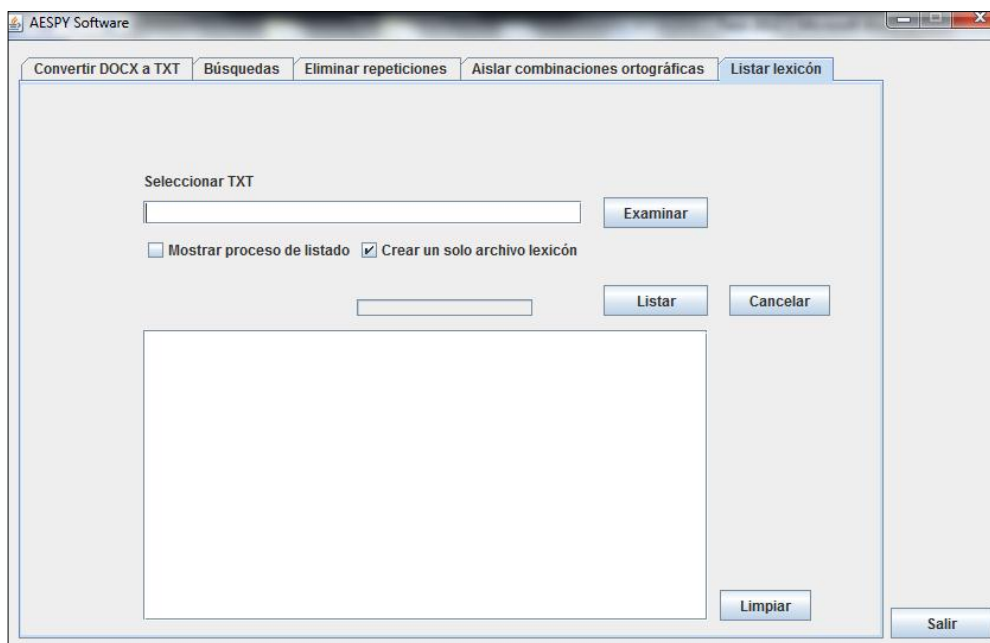 AESPY Software
Convertir DOCX a TXT Búsquedas Eliminar repeticiones Aislar combinaciones ortográficas Listar lexicón
Seleccionar TXT
Examinar
Mostrar proceso de listado Crear un solo archivo lexicón
Listar Cancelar
Limpiar
Salir